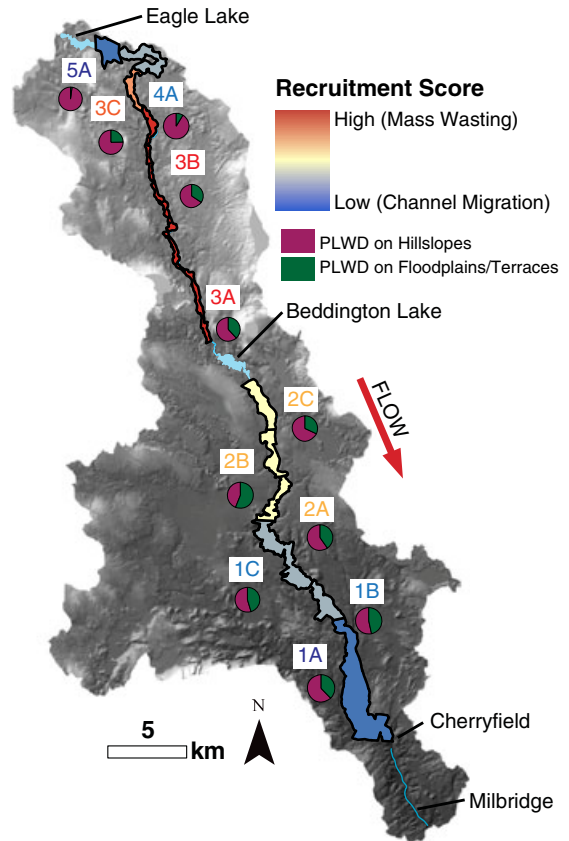 Eagle Lake
5A
4A
3C
3B
3A
Recruitment Score
High (Mass Wasting)
Low (Channel Migration)
PLWD on Hillslopes
PLWD on Floodplains/Terraces
Beddington Lake
FLOW
2C
2B
2A
1C
1B
1A
N
5
km
Cherryfield
Milbridge